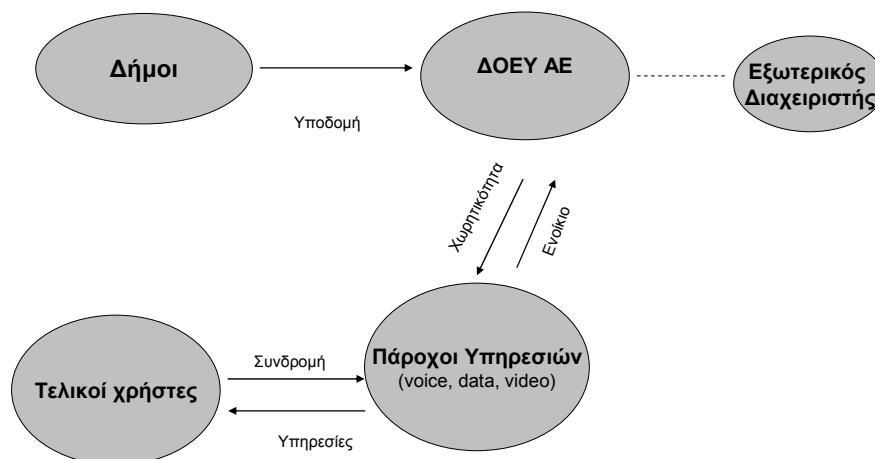 Δήμοι
ΔΟΕΥ ΑΕ
Εξωτερικός
Διαχειριστής
Υποδομή
Χωρητικότητα
Ενοίκιο
Τελικοί χρήστες
Συνδρομή
Υπηρεσίες
Πάροχοι Υπηρεσιών
(voice, data, video)